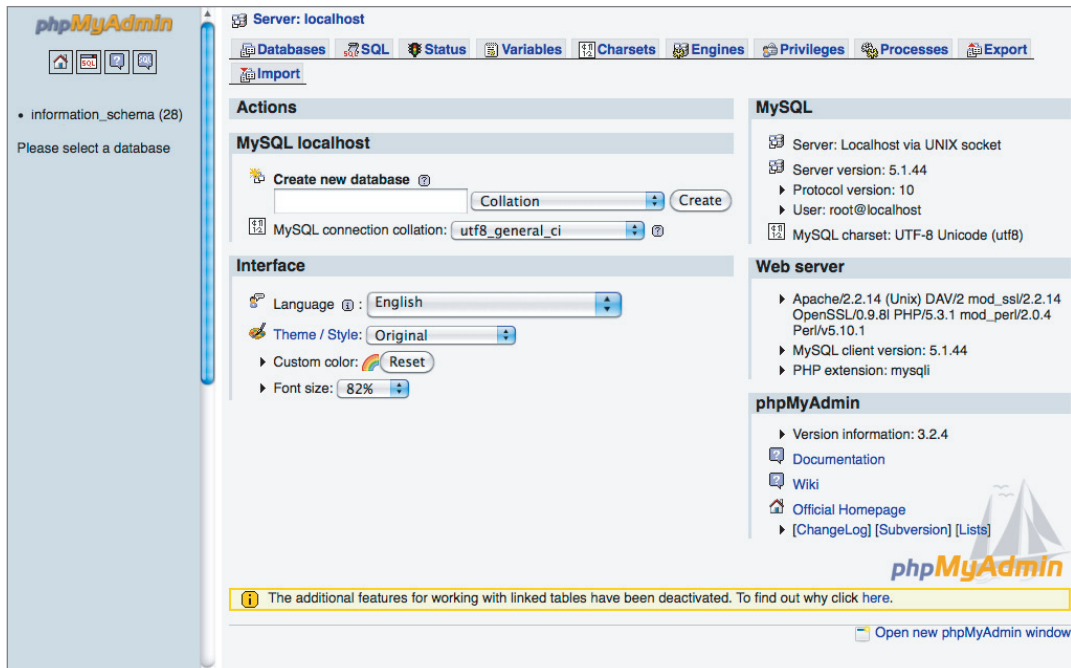 phpMyAdmin
SQL
SQL
• information_schema (28)
Please select a database
Server: localhost
Databases SQL Status Variables Charsets Engines Privileges Processes Export
Import
Actions
MySQL localhost
Create new database
Collation Create
MySQL connection collation: utf8_general_ci
Interface
Language : English
Theme / Style: Original
Custom color: Reset
Font size: 82%
MySQL
Server: Localhost via UNIX socket
Server version: 5.1.44
Protocol version: 10
User: root@localhost
MySQL charset: UTF-8 Unicode (utf8)
Web server
Apache/2.2.14 (Unix) DAV/2 mod_ssl/2.2.14
OpenSSL/0.9.8l PHP/5.3.1 mod_perl/2.0.4
Perl/v5.10.1
MySQL client version: 5.1.44
PHP extension: mysqli
phpMyAdmin
Version information: 3.2.4
Documentation
Wiki
Official Homepage
[ChangeLog] [Subversion] [Lists]
phpMyAdmin
The additional features for working with linked tables have been deactivated. To find out why click here.
Open new phpMyAdmin window